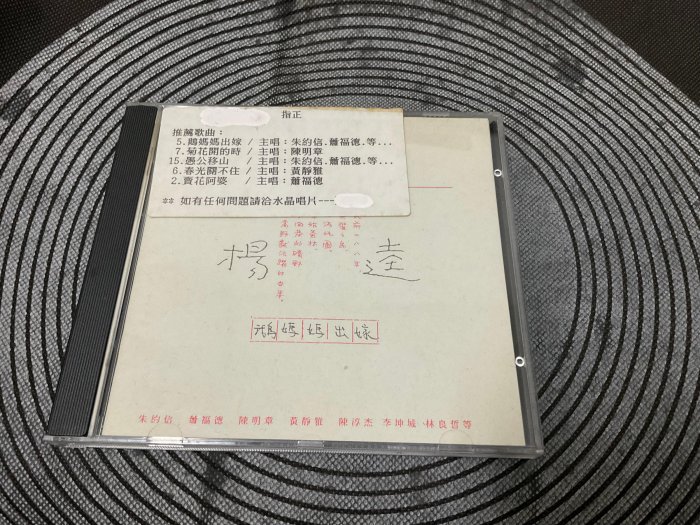 指正
推薦歌曲：
5.鵝媽媽出嫁 / 主唱：朱約信.蕭福德.等...
7.菊花開的時 / 主唱：陳明章
15.愚公移山 / 主唱：朱約信.蕭福德.等...
6.春光關不住 / 主唱：黃靜雅
2.賣花阿婆 / 主唱：蕭福德
** 如有任何問題請洽水晶唱片---
楊逵
鵝媽媽出嫁
朱約信 蕭福德 陳明章 黃靜雅 陳淳杰 李坤城 林良哲等